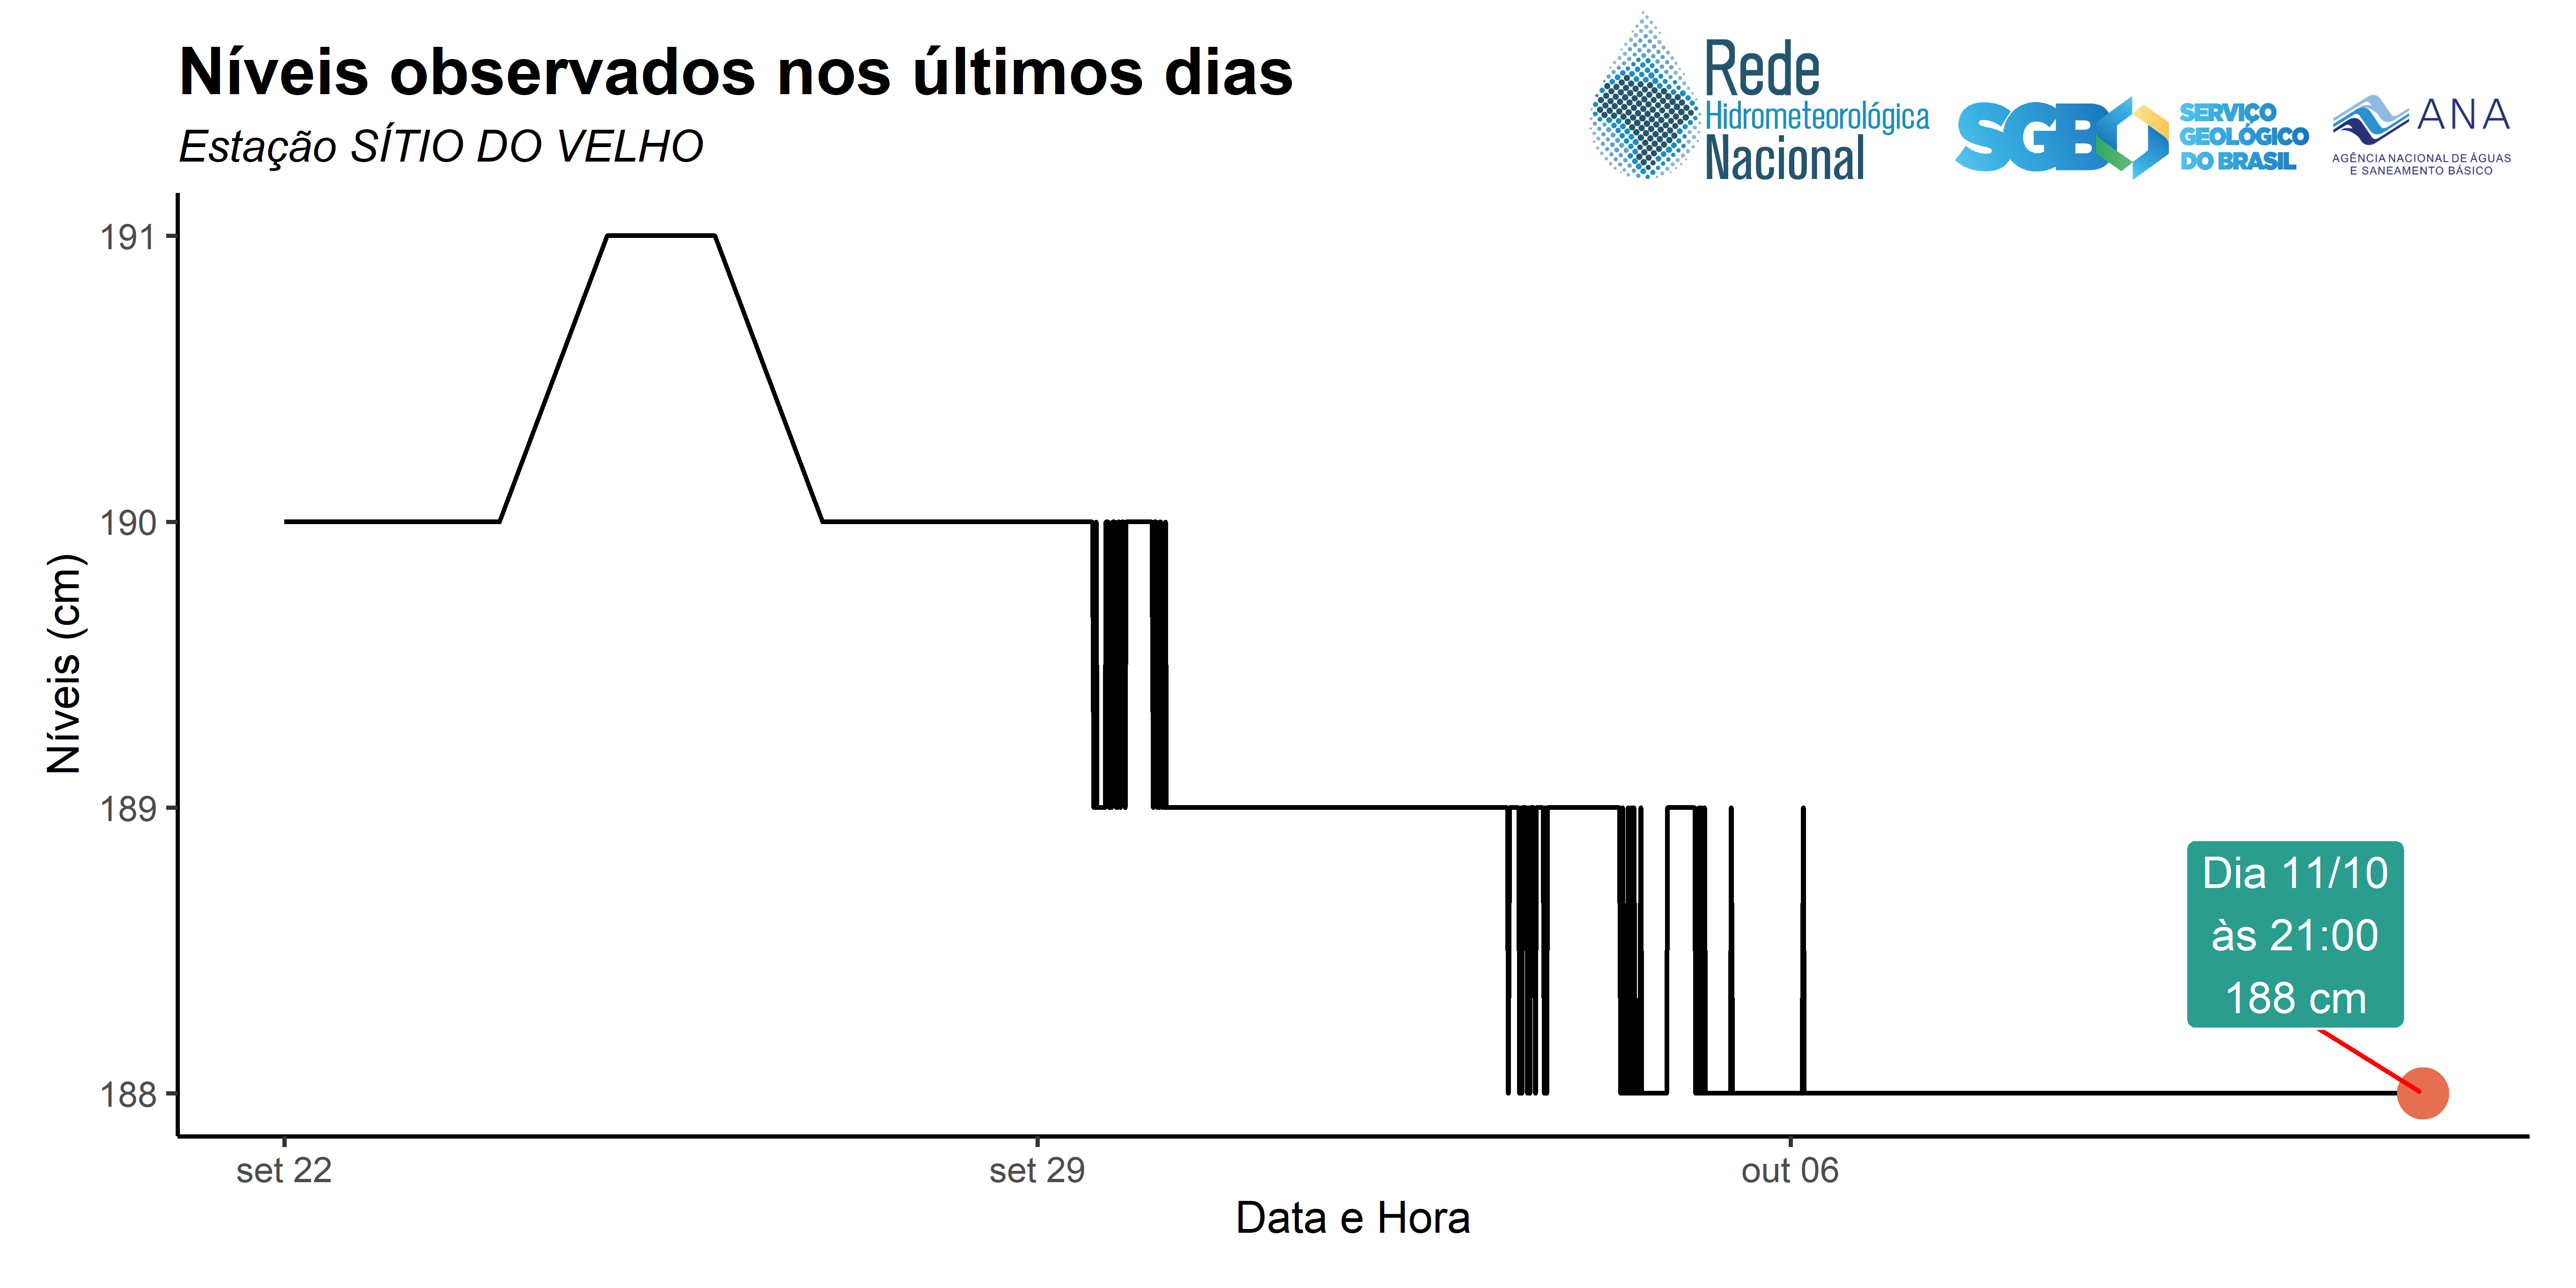 Níveis observados nos últimos dias
Estação SÍTIO DO VELHO
Rede
Hidrometeorológica
Nacional
SGB
SERVIÇO
GEOLÓGICO
DO BRASIL
ANA
AGÊNCIA NACIONAL DE ÁGUAS
E SANEAMENTO BÁSICO
Níveis (cm)
191
190
189
188
Dia 11/10
às 21:00
188 cm
set 22
set 29
out 06
Data e Hora